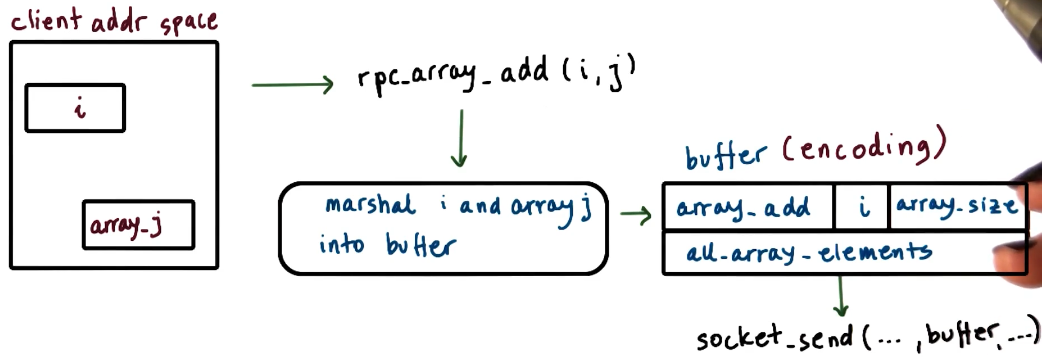 client addr space
i
array_j
rpc_array_add (i,j)
marshal i and array j
into buffer
buffer (encoding)
array_add i array_size
all_array_elements
socket_send (... ,buffer, ...)